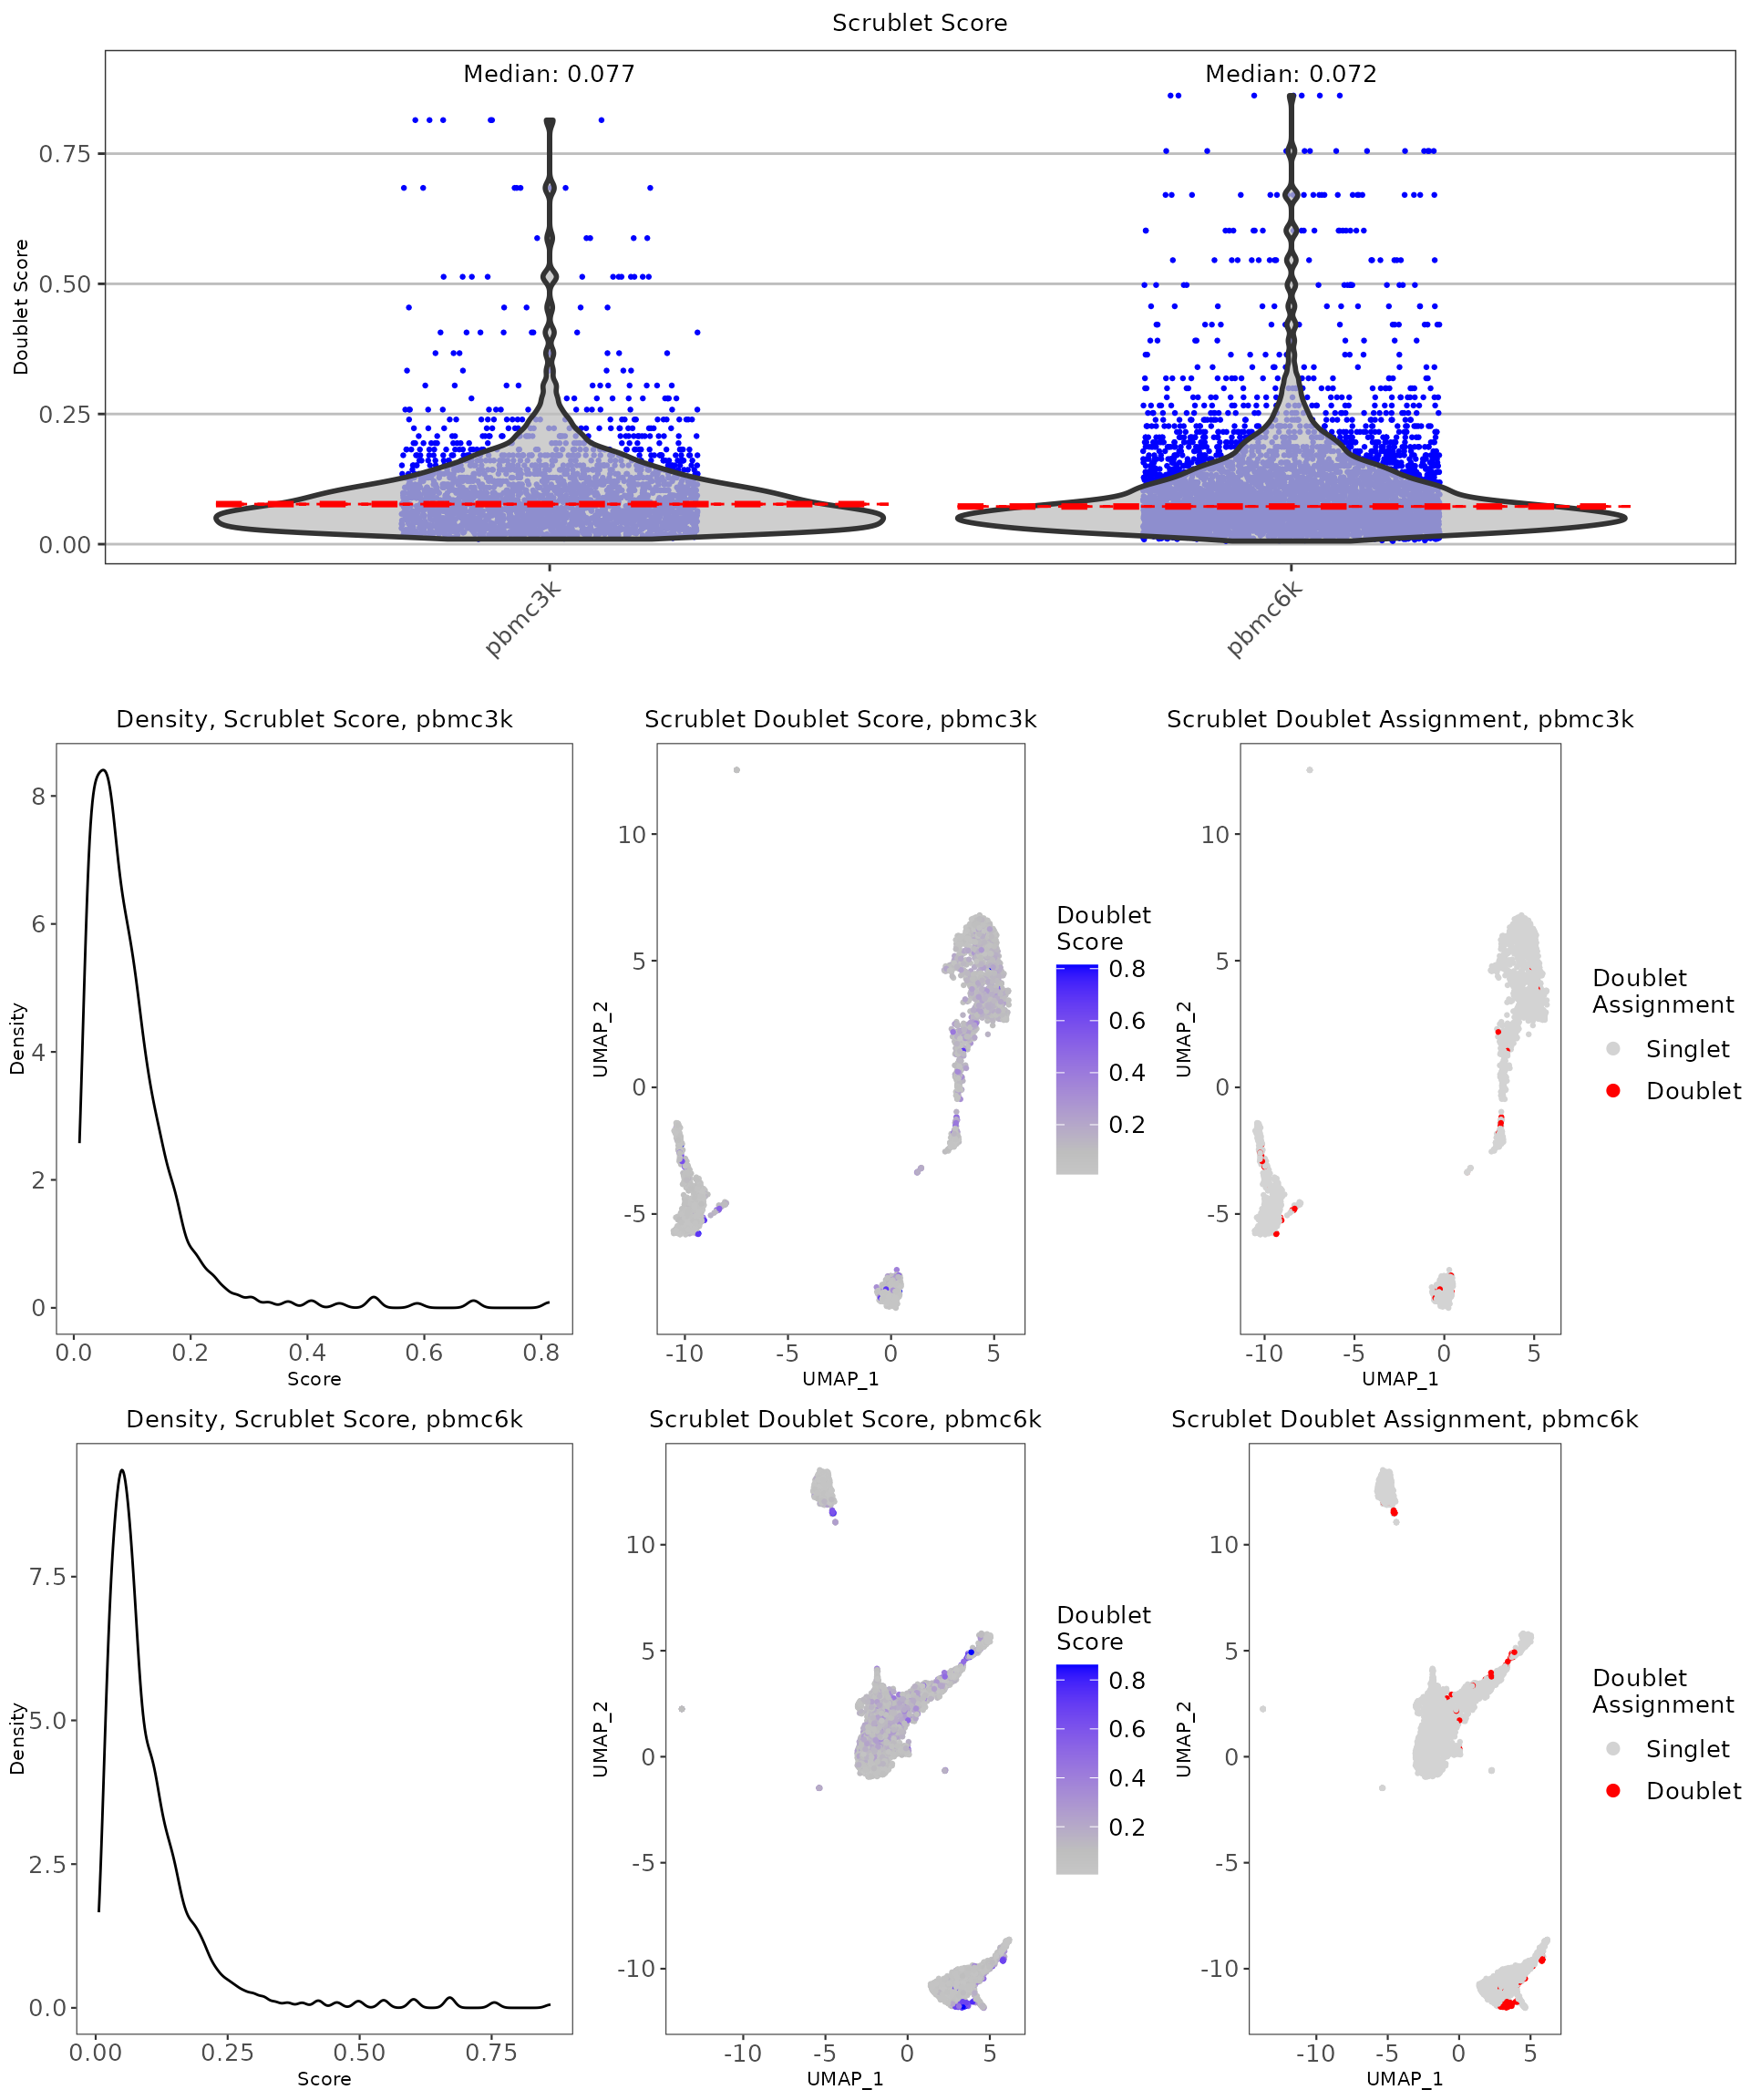 Scrublet Score
Median: 0.077
Median: 0.072
Doublet Score
0.75
0.50
0.25
0.00
pbmc3k
pbmc6k
Density, Scrublet Score, pbmc3k
Density
8
6
4
2
0
0.0 0.2 0.4 0.6 0.8
Score
Scrublet Doublet Score, pbmc3k
UMAP_2
10
5
0
-5
-10 -5 0 5
UMAP_1
Doublet
Score
0.8
0.6
0.4
0.2
Scrublet Doublet Assignment, pbmc3k
UMAP_2
10
5
0
-5
-10 -5 0 5
UMAP_1
Doublet
Assignment
Singlet
Doublet
Density, Scrublet Score, pbmc6k
Density
7.5
5.0
2.5
0.0
0.00 0.25 0.50 0.75
Score
Scrublet Doublet Score, pbmc6k
UMAP_2
10
5
0
-5
-10
-10 -5 0 5
UMAP_1
Doublet
Score
0.8
0.6
0.4
0.2
Scrublet Doublet Assignment, pbmc6k
UMAP_2
10
5
0
-5
-10
-10 -5 0 5
UMAP_1
Doublet
Assignment
Singlet
Doublet